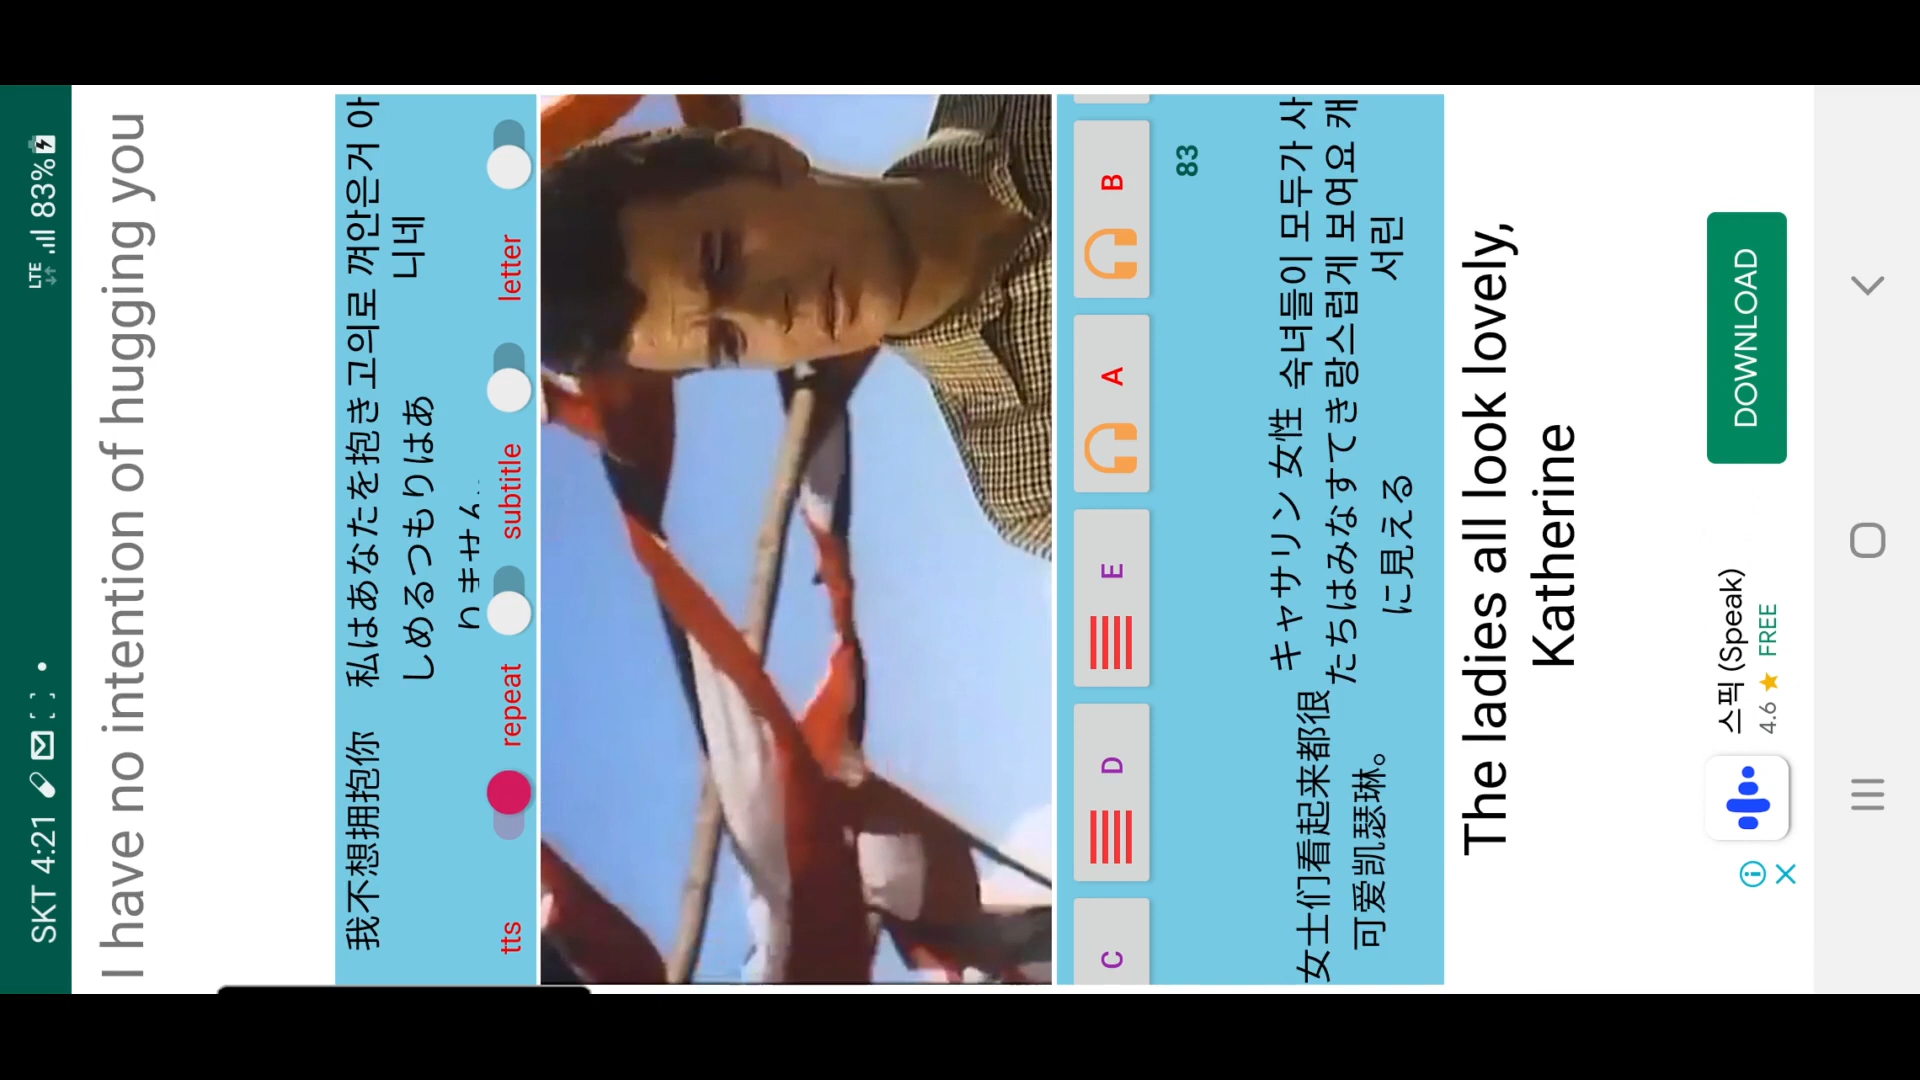 SKT 4:21
LTE
83%
I have no intention of hugging you
我不想拥抱你
私はあなたを抱き
しめるつもりはあ
りません
고의로 껴안은거 아
니네
tts
repeat
subtitle
letter
C
D
E
A
B
83
女士们看起来都很
可爱凯瑟琳。
キャサリン 女性
たちはみなすてき
に見える
숙녀들이 모두가 사
랑스럽게 보여요 캐
서린
The ladies all look lovely,
Katherine
스픽 (Speak)
4.6 ★ FREE
DOWNLOAD